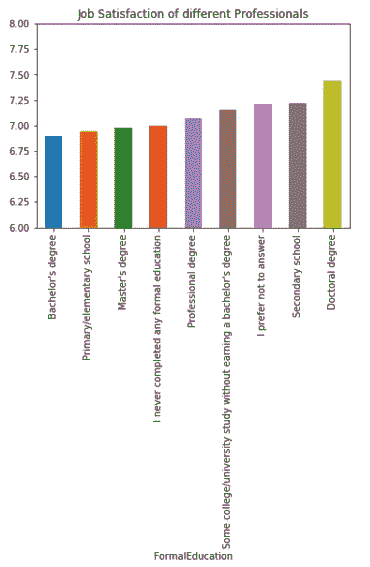 Job Satisfaction of different Professionals
8.00
7.75
7.50
7.25
7.00
6.75
6.50
6.25
6.00
Bachelor's degree
Primary/elementary school
Master's degree
I never completed any formal education
Professional degree
Some college/university study without earning a bachelor's degree
I prefer not to answer
Secondary school
Doctoral degree
FormalEducation